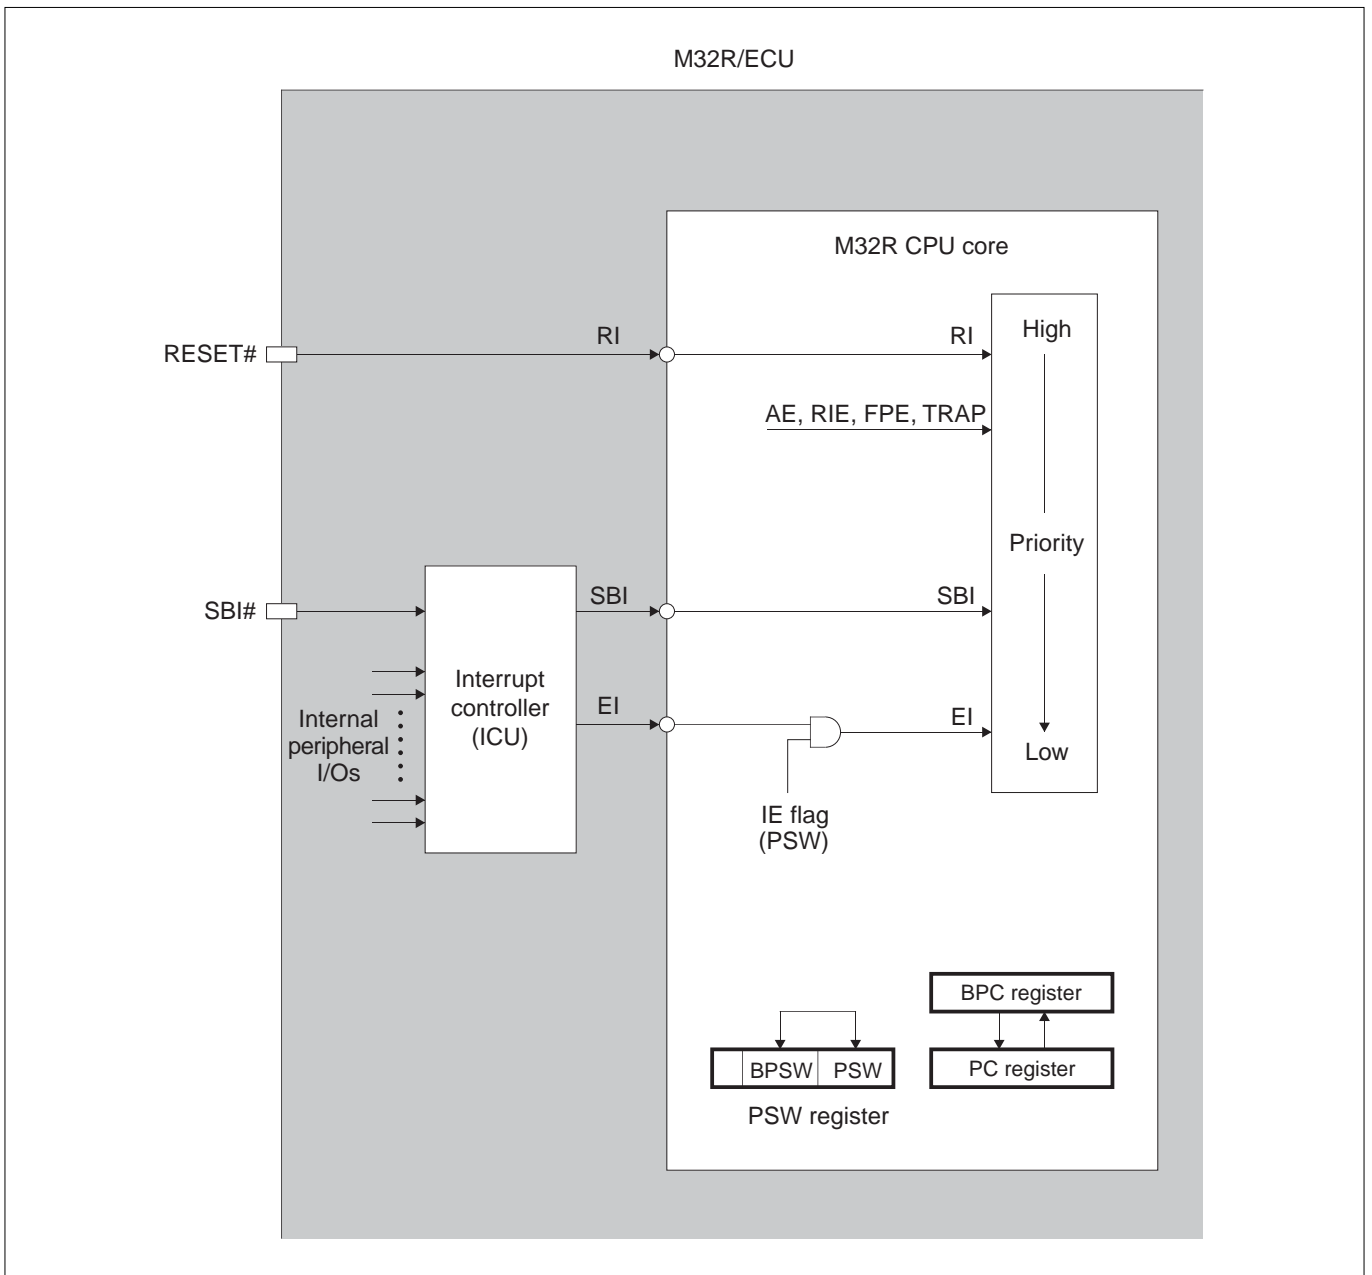 M32R/ECU
M32R CPU core
RESET#
RI
RI
High
AE, RIE, FPE, TRAP
Priority
SBI#
SBI
SBI
Interrupt
controller
(ICU)
Internal
peripheral
I/Os
EI
EI
Low
IE flag
(PSW)
BPC register
BPSW PSW
PC register
PSW register